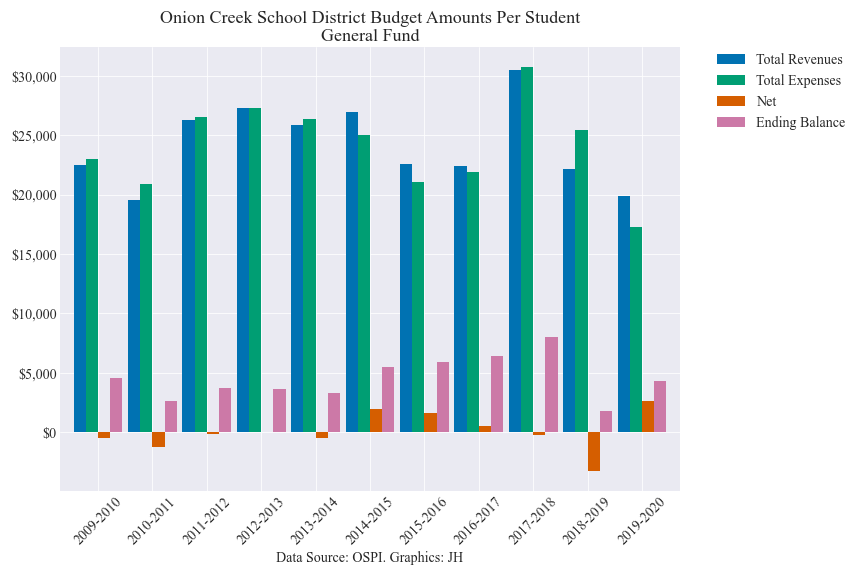 Onion Creek School District Budget Amounts Per Student
General Fund
Total Revenues
Total Expenses
Net
Ending Balance
$30,000
$25,000
$20,000
$15,000
$10,000
$5,000
$0
2009-2010
2010-2011
2011-2012
2012-2013
2013-2014
2014-2015
2015-2016
2016-2017
2017-2018
2018-2019
2019-2020
Data Source: OSPI. Graphics: JH